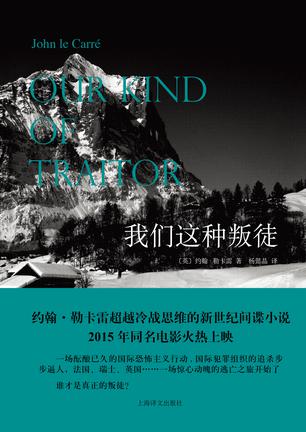 John le Carré
OUR KIND
OF
TRAITOR
我们这种叛徒
〔英〕约翰·勒卡雷 著 杨懿晶 译
约翰·勒卡雷超越冷战思维的新世纪间谍小说
2015年同名电影火热上映
一场酝酿已久的国际恐怖主义行动，国际犯罪组织的追杀步
步逼人，法国、瑞士、英国……一场惊心动魄的逃亡之旅开始了
谁才是真正的叛徒？
上海译文出版社